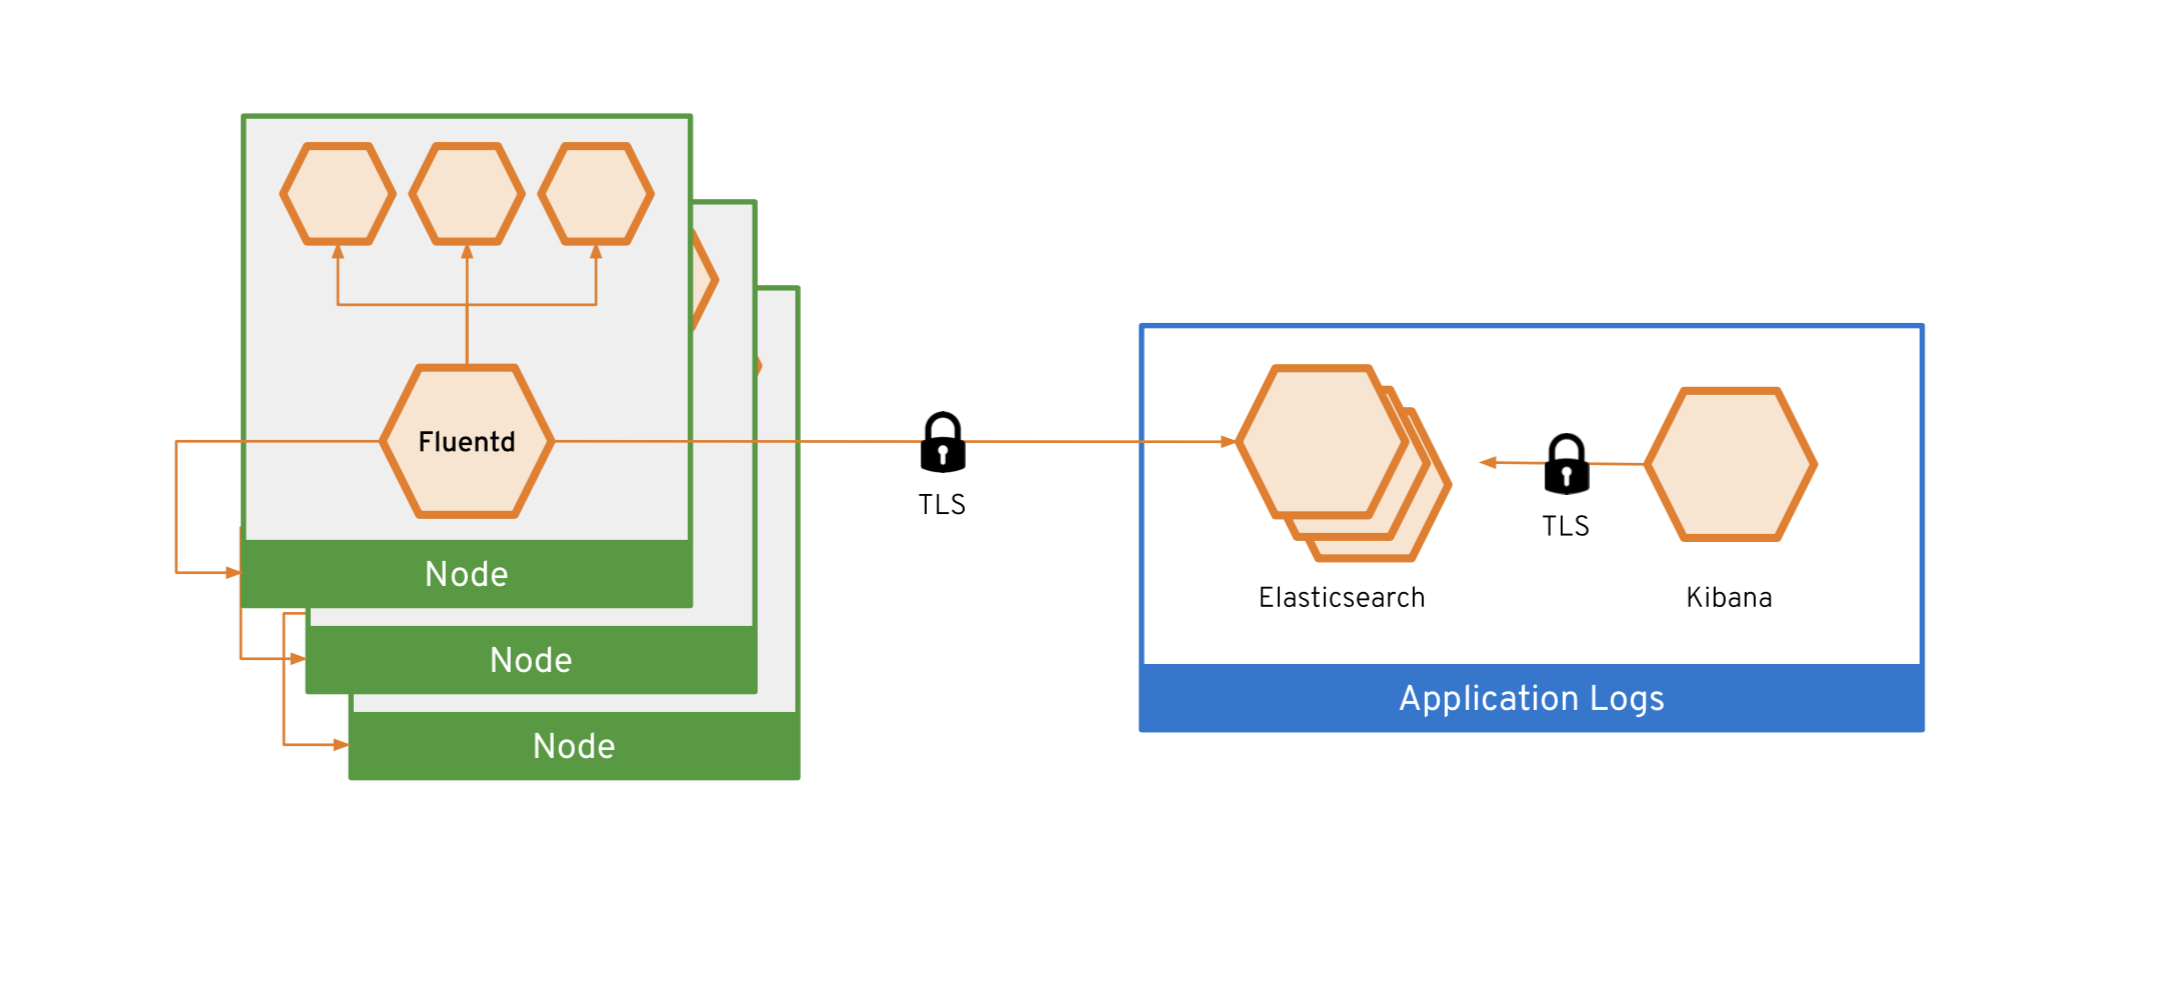 Fluentd
Node
Node
Node
TLS
Elasticsearch
TLS
Kibana
Application Logs